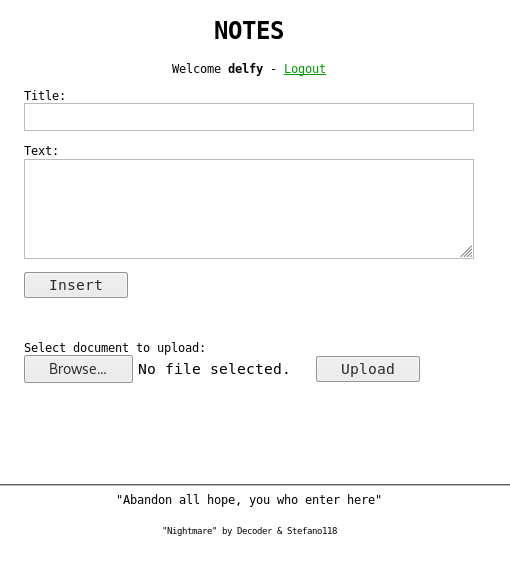 NOTES
Welcome delfy - Logout
Title:
Text:
Insert
Select document to upload:
Browse... No file selected. Upload
"Abandon all hope, you who enter here"
"Nightmare" by Decoder & Stefano118